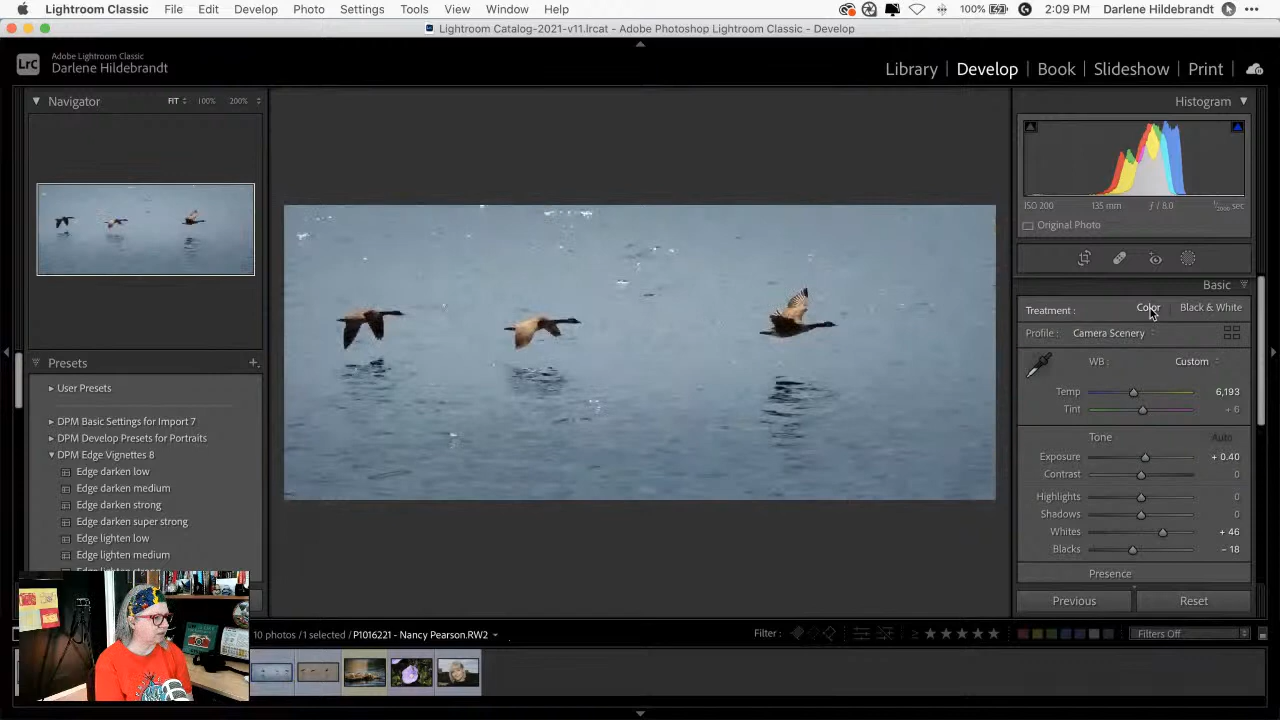 Lightroom Classic File Edit Develop Photo Settings Tools View Window Help 100% 2:09 PM Darlene Hildebrandt
Lightroom Catalog-2021-v11.lrcat - Adobe Photoshop Lightroom Classic - Develop
LrC
Adobe Lightroom Classic
Darlene Hildebrandt
Library | Develop | Book | Slideshow | Print |
Navigator FIT 100% 200%
Histogram
ISO 200 135 mm ƒ / 8.0 sec
Original Photo
Basic
Treatment : Color | Black & White
Profile : Camera Scenery
WB : Custom
Temp 6,193
Tint + 6
Tone Auto
Exposure + 0.40
Contrast 0
Highlights 0
Shadows 0
Whites + 46
Blacks - 18
Presence
Previous Reset
Presets +
User Presets
DPM Basic Settings for Import 7
DPM Develop Presets for Portraits
DPM Edge Vignettes 8
Edge darken low
Edge darken medium
Edge darken strong
Edge darken super strong
Edge lighten low
Edge lighten medium
10 photos / 1 selected / P1016221 - Nancy Pearson.RW2
Filter : ≥ ★★★★★ Filters Off